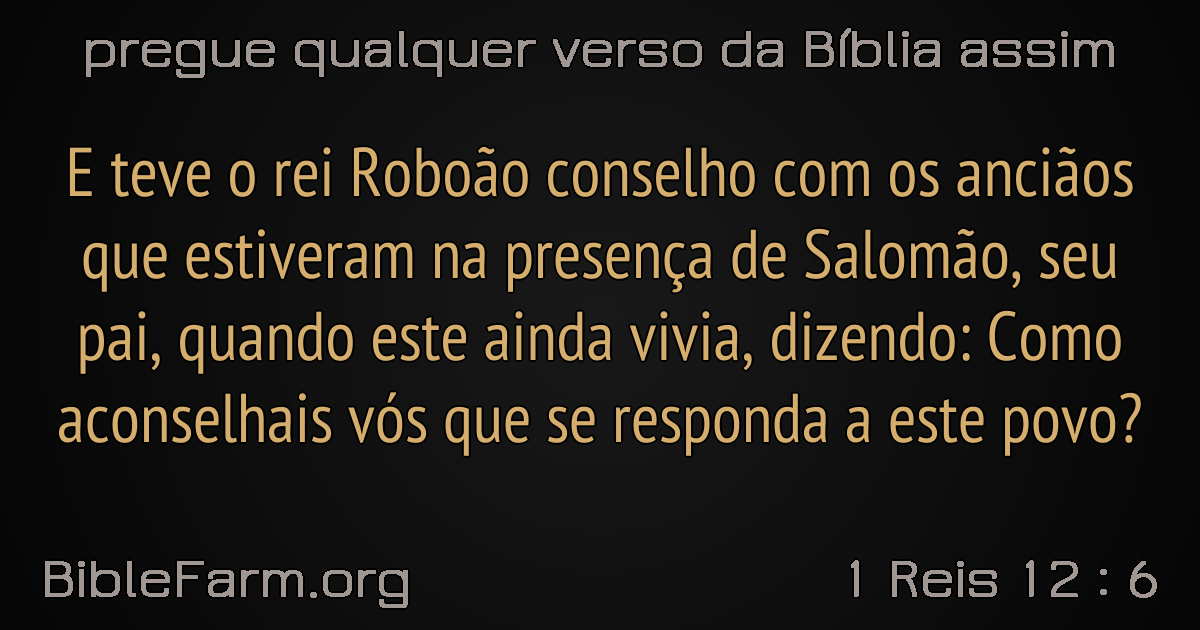 pregue qualquer verso da Bíblia assim
E teve o rei Roboão conselho com os anciãos
que estiveram na presença de Salomão, seu
pai, quando este ainda vivia, dizendo: Como
aconselhais vós que se responda a este povo?
BibleFarm.org
1 Reis 12 : 6